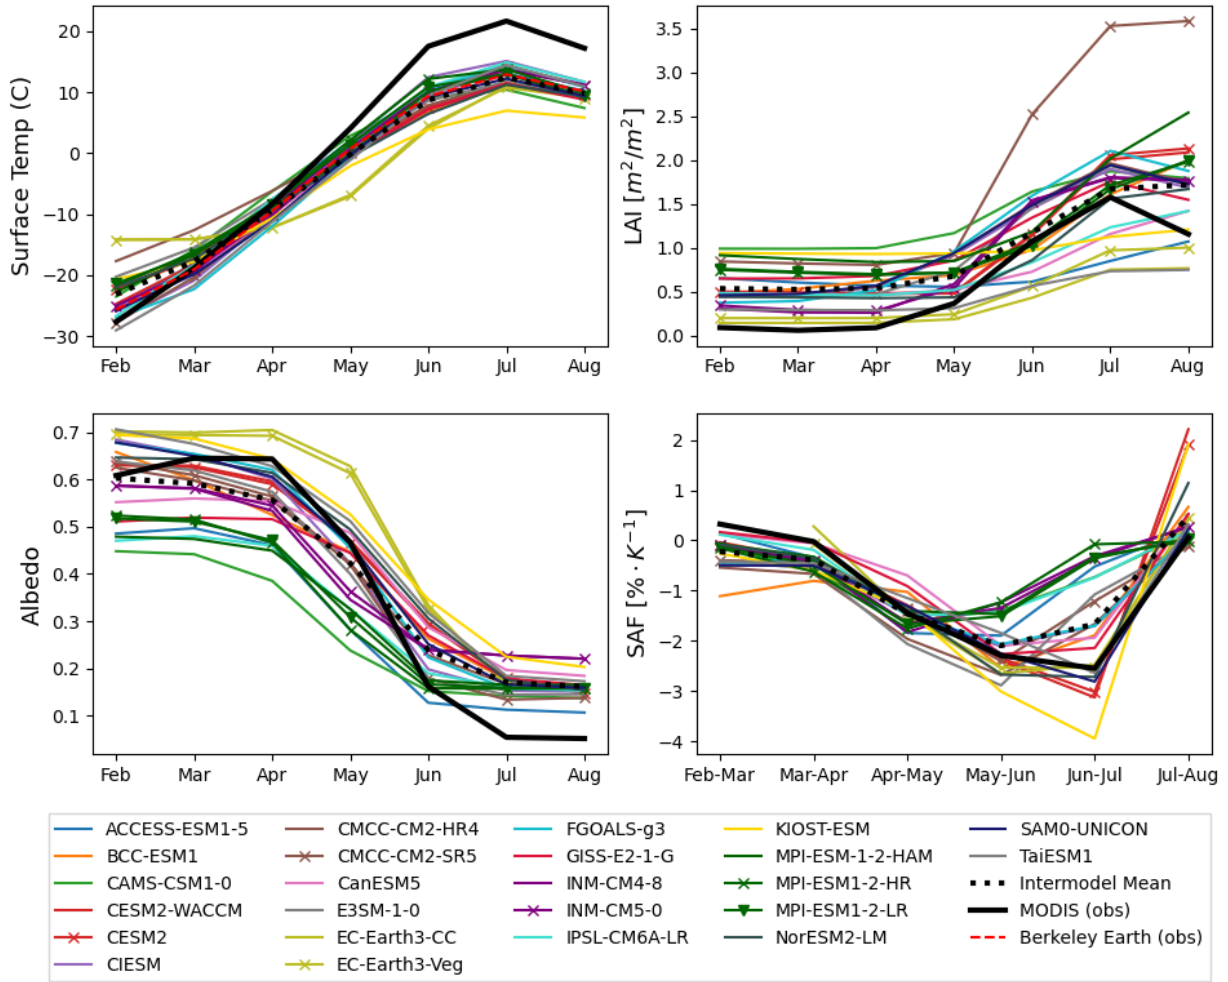 Surface Temp (C)
20
10
0
−10
−20
−30
Feb Mar Apr May Jun Jul Aug
LAI [m²/m²]
3.5
3.0
2.5
2.0
1.5
1.0
0.5
0.0
Feb Mar Apr May Jun Jul Aug
Albedo
0.7
0.6
0.5
0.4
0.3
0.2
0.1
Feb Mar Apr May Jun Jul Aug
SAF [% · K⁻¹]
2
1
0
−1
−2
−3
−4
Feb-Mar Mar-Apr Apr-May May-Jun Jun-Jul Jul-Aug
ACCESS-ESM1-5
BCC-ESM1
CAMS-CSM1-0
CESM2-WACCM
CESM2
CIESM
CMCC-CM2-HR4
CMCC-CM2-SR5
CanESM5
E3SM-1-0
EC-Earth3-CC
EC-Earth3-Veg
FGOALS-g3
GISS-E2-1-G
INM-CM4-8
INM-CM5-0
IPSL-CM6A-LR
KIOST-ESM
MPI-ESM-1-2-HAM
MPI-ESM1-2-HR
MPI-ESM1-2-LR
NorESM2-LM
SAM0-UNICON
TaiESM1
Intermodel Mean
MODIS (obs)
Berkeley Earth (obs)